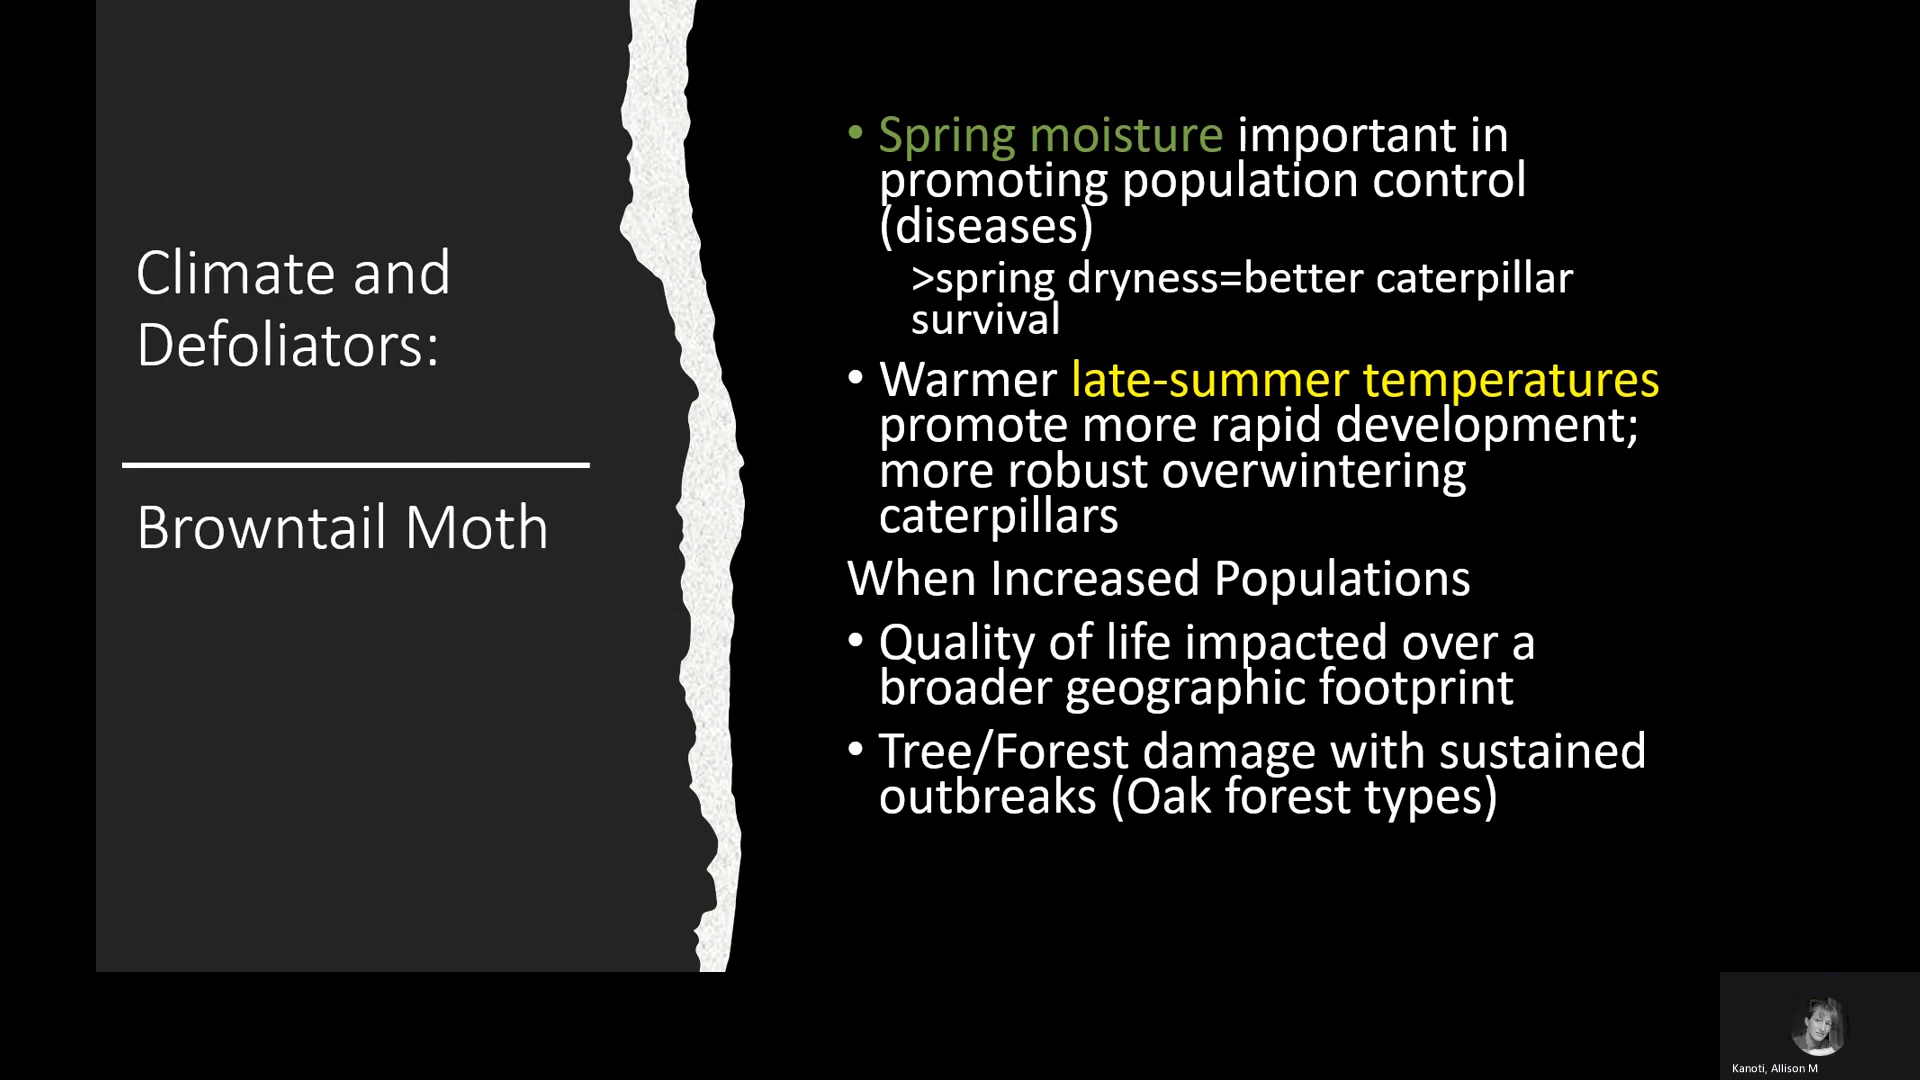 Climate and
Defoliators:
Browntail Moth
• Spring moisture important in
promoting population control
(diseases)
>spring dryness=better caterpillar
survival
• Warmer late-summer temperatures
promote more rapid development;
more robust overwintering
caterpillars
When Increased Populations
• Quality of life impacted over a
broader geographic footprint
• Tree/Forest damage with sustained
outbreaks (Oak forest types)
Kanoti, Allison M